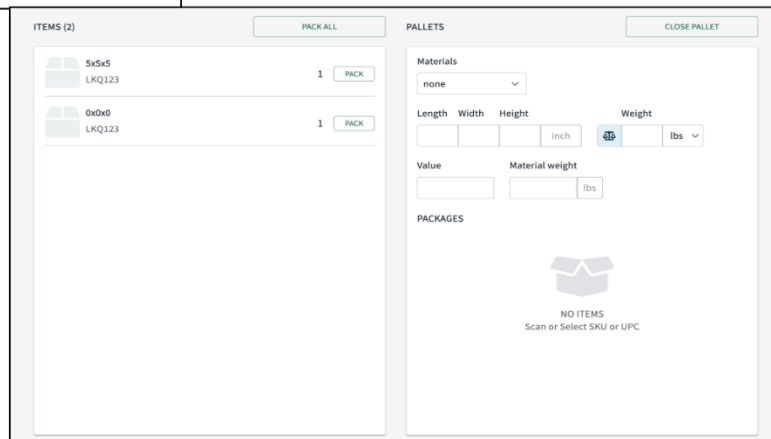 ITEMS (2)
PACK ALL
5x5x5
LKQ123
1 PACK
0x0x0
LKQ123
1 PACK
PALLETS
CLOSE PALLET
Materials
none
Length Width Height Weight
inch lbs
Value Material weight
lbs
PACKAGES
NO ITEMS
Scan or Select SKU or UPC